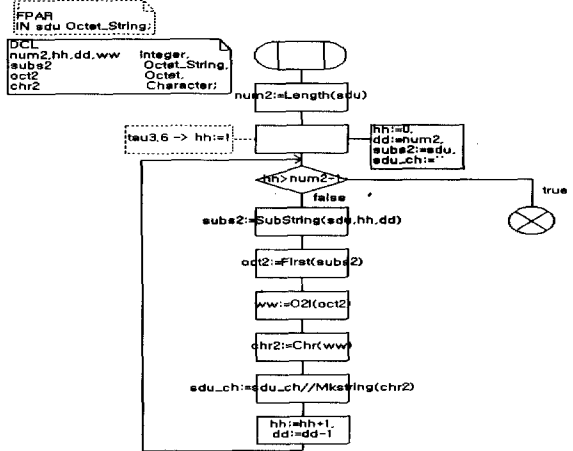 FPAR
IN sdu Octet_String;
DCL
num2,hh,dd,ww Integer,
subs2 Octet_String,
oct2 Octet,
chr2 Character;
num2:=Length(sdu)
tau3,6 -> hh:=1
hh:=0,
dd:=num2,
subs2:=sdu,
sdu_ch:=''
hh>num2-1
true
false
subs2:=SubString(sdu,hh,dd)
oct2:=First(subs2)
ww:=O2I(oct2)
chr2:=Chr(ww)
sdu_ch:=sdu_ch//Mkstring(chr2)
hh:=hh+1,
dd:=dd-1